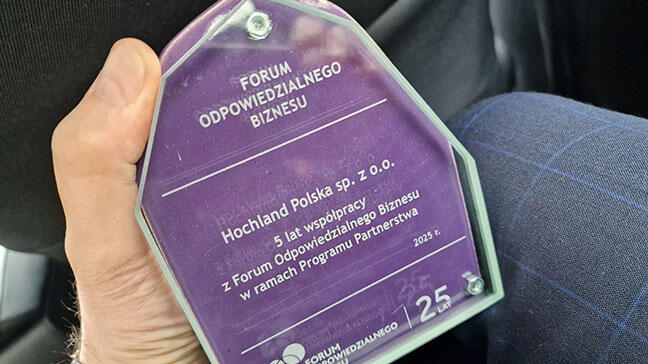 FORUM
ODPOWIEDZIALNEGO
BIZNESU
Hochland Polska sp. z o.o.
5 lat współpracy
z Forum Odpowiedzialnego Biznesu
w ramach Programu Partnerstwa
2025 r.
FORUM
ODPOWIEDZIALNEGO
BIZNESU
25
LAT